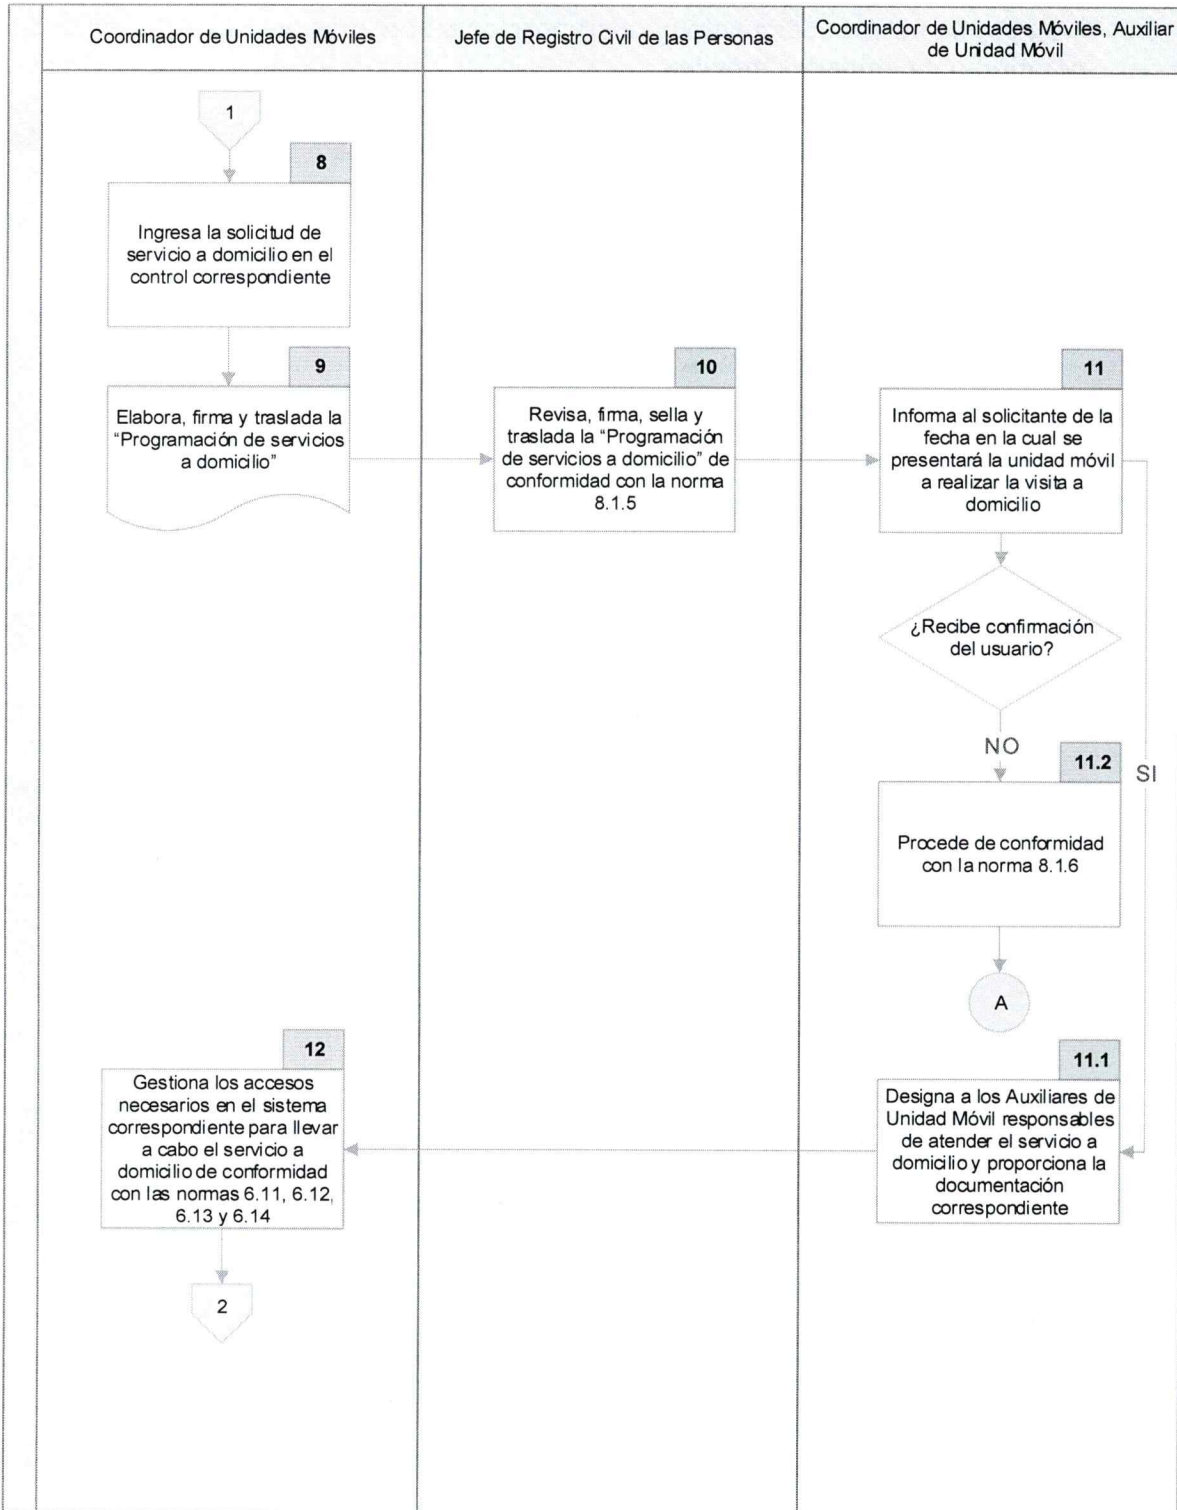 Coordinador de Unidades Móviles
Jefe de Registro Civil de las Personas
Coordinador de Unidades Móviles, Auxiliar
de Unidad Móvil
1
8
Ingresa la solicitud de
servicio a domicilio en el
control correspondiente
9
Elabora, firma y traslada la
“Programación de servicios
a domicilio”
10
Revisa, firma, sella y
traslada la “Programación
de servicios a domicilio” de
conformidad con la norma
8.1.5
11
Informa al solicitante de la
fecha en la cual se
presentará la unidad móvil
a realizar la visita a
domicilio
¿Recibe confirmación
del usuario?
NO
SI
11.2
Procede de conformidad
con la norma 8.1.6
A
11.1
Designa a los Auxiliares de
Unidad Móvil responsables
de atender el servicio a
domicilio y proporciona la
documentación
correspondiente
12
Gestiona los accesos
necesarios en el sistema
correspondiente para llevar
a cabo el servicio a
domicilio de conformidad
con las normas 6.11, 6.12,
6.13 y 6.14
2